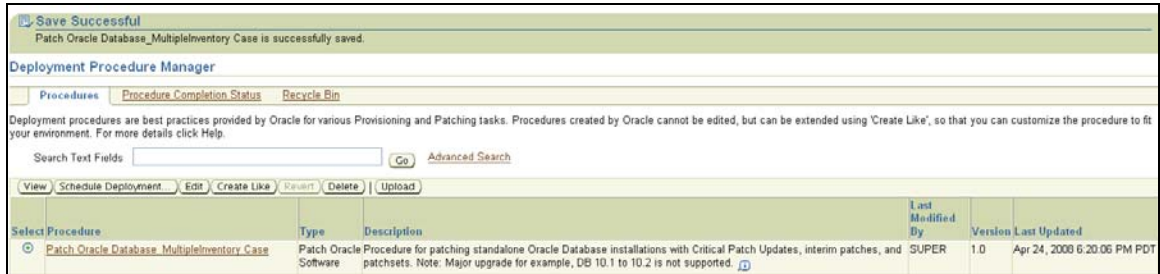 Save Successful
Patch Oracle Database_MultipleInventory Case is successfully saved.
Deployment Procedure Manager
Procedures Procedure Completion Status Recycle Bin
Deployment procedures are best practices provided by Oracle for various Provisioning and Patching tasks. Procedures created by Oracle cannot be edited, but can be extended using 'Create Like', so that you can customize the procedure to fit
your environment. For more details click Help.
Search Text Fields Go Advanced Search
View Schedule Deployment... Edit Create Like Revert Delete | Upload
Select Procedure Type Description Last Modified By Version Last Updated
Patch Oracle Database_MultipleInventory Case Patch Oracle Software Procedure for patching standalone Oracle Database installations with Critical Patch Updates, interim patches, and patchsets. Note: Major upgrade for example, DB 10.1 to 10.2 is not supported. SUPER 1.0 Apr 24, 2008 6:20:06 PM PDT